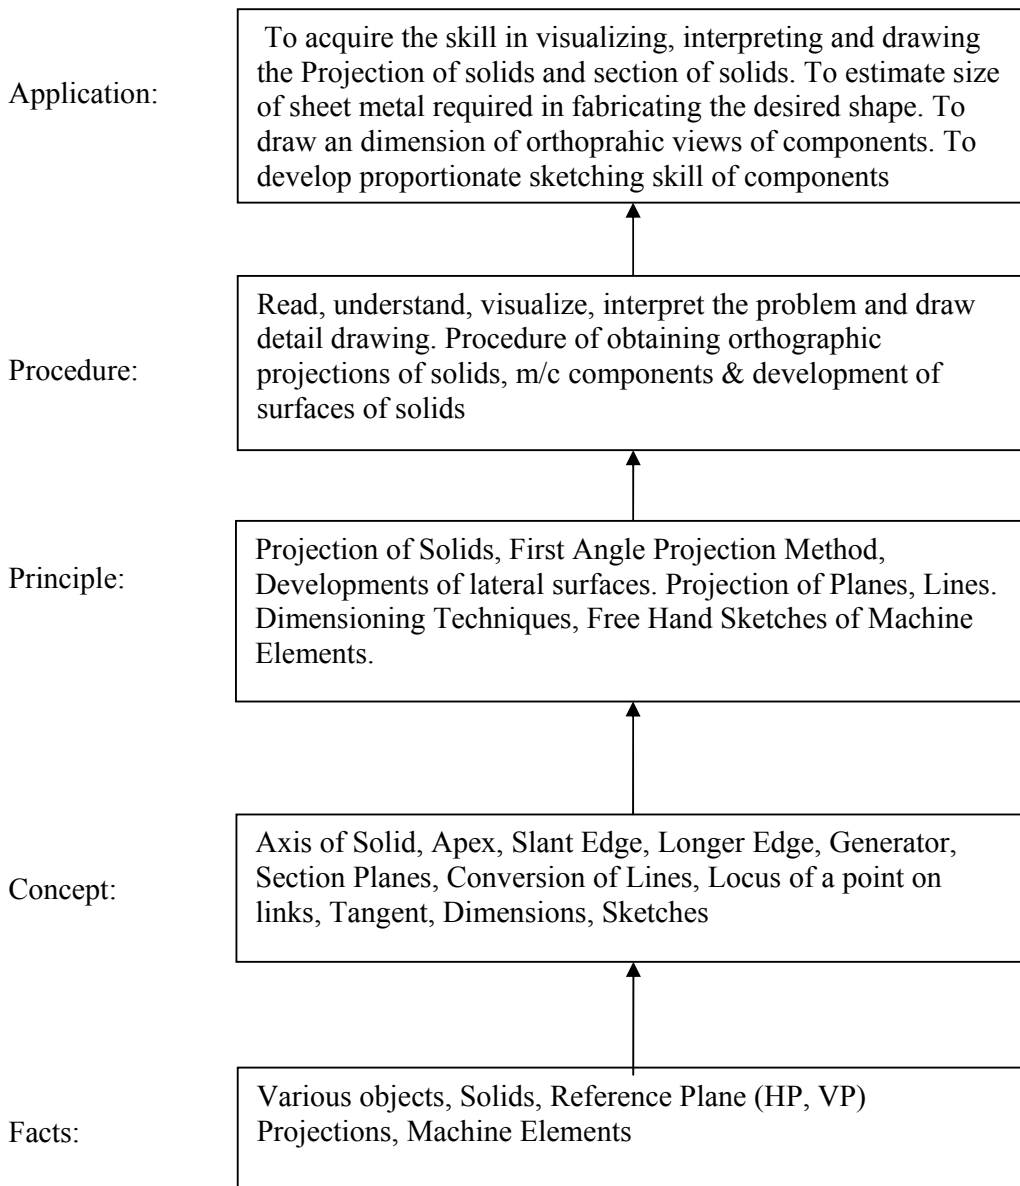 Application:
To acquire the skill in visualizing, interpreting and drawing
the Projection of solids and section of solids. To estimate size
of sheet metal required in fabricating the desired shape. To
draw an dimension of orthoprahic views of components. To
develop proportionate sketching skill of components
Procedure:
Read, understand, visualize, interpret the problem and draw
detail drawing. Procedure of obtaining orthographic
projections of solids, m/c components & development of
surfaces of solids
Principle:
Projection of Solids, First Angle Projection Method,
Developments of lateral surfaces. Projection of Planes, Lines.
Dimensioning Techniques, Free Hand Sketches of Machine
Elements.
Concept:
Axis of Solid, Apex, Slant Edge, Longer Edge, Generator,
Section Planes, Conversion of Lines, Locus of a point on
links, Tangent, Dimensions, Sketches
Facts:
Various objects, Solids, Reference Plane (HP, VP)
Projections, Machine Elements